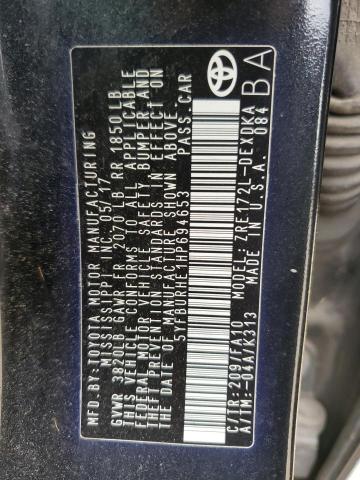 MFD.BY:TOYOTA MOTOR MANUFACTURING
MISSISSIPPI, INC. 05/17
GVWR 3820LB GAWR FR 2070 LB RR 1850LB
THIS VEHICLE CONFORMS TO ALL APPLICABLE
FEDERAL MOTOR VEHICLE SAFETY, BUMPER, AND
THEFT PREVENTION STANDARDS IN EFFECT ON
THE DATE OF MANUFACTURE SHOWN ABOVE.
5YFBURHE1HP694653 PASS.CAR
C/TR:209/FA10 ZRE172L-DEXDKA
A/TM:-04A/K313 MADE IN U.S.A. 084
BA